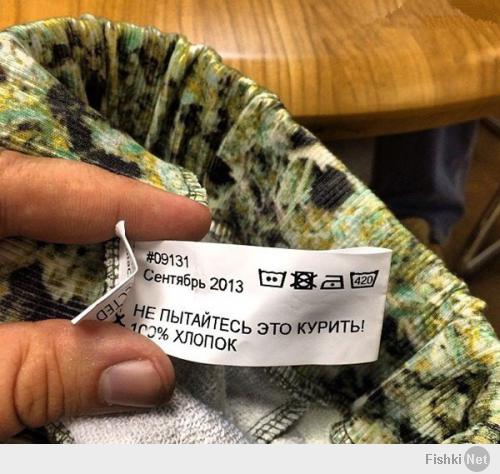 #09131
Сентябрь 2013
420
НЕ ПЫТАЙТЕСЬ ЭТО КУРИТЬ!
100% ХЛОПОК
Fishki Net